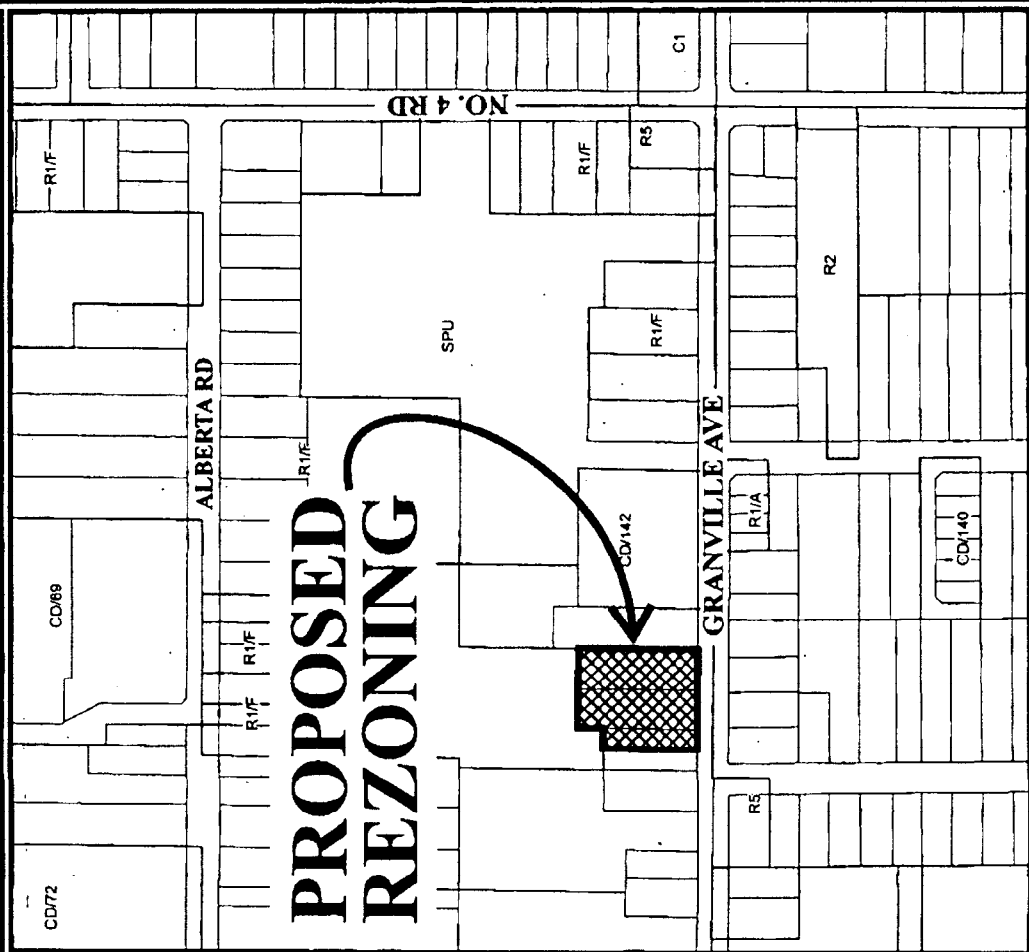 C1
NO. 4 RD
R1/F
R1/F
R5
R2
SPU
R1/F
ALBERTA RD
R1/F
GRANVILLE AVE
PROPOSED
REZONING
CD/142
R1/A
CD/140
CD/69
R1/F
R1/F
R5
CD/72